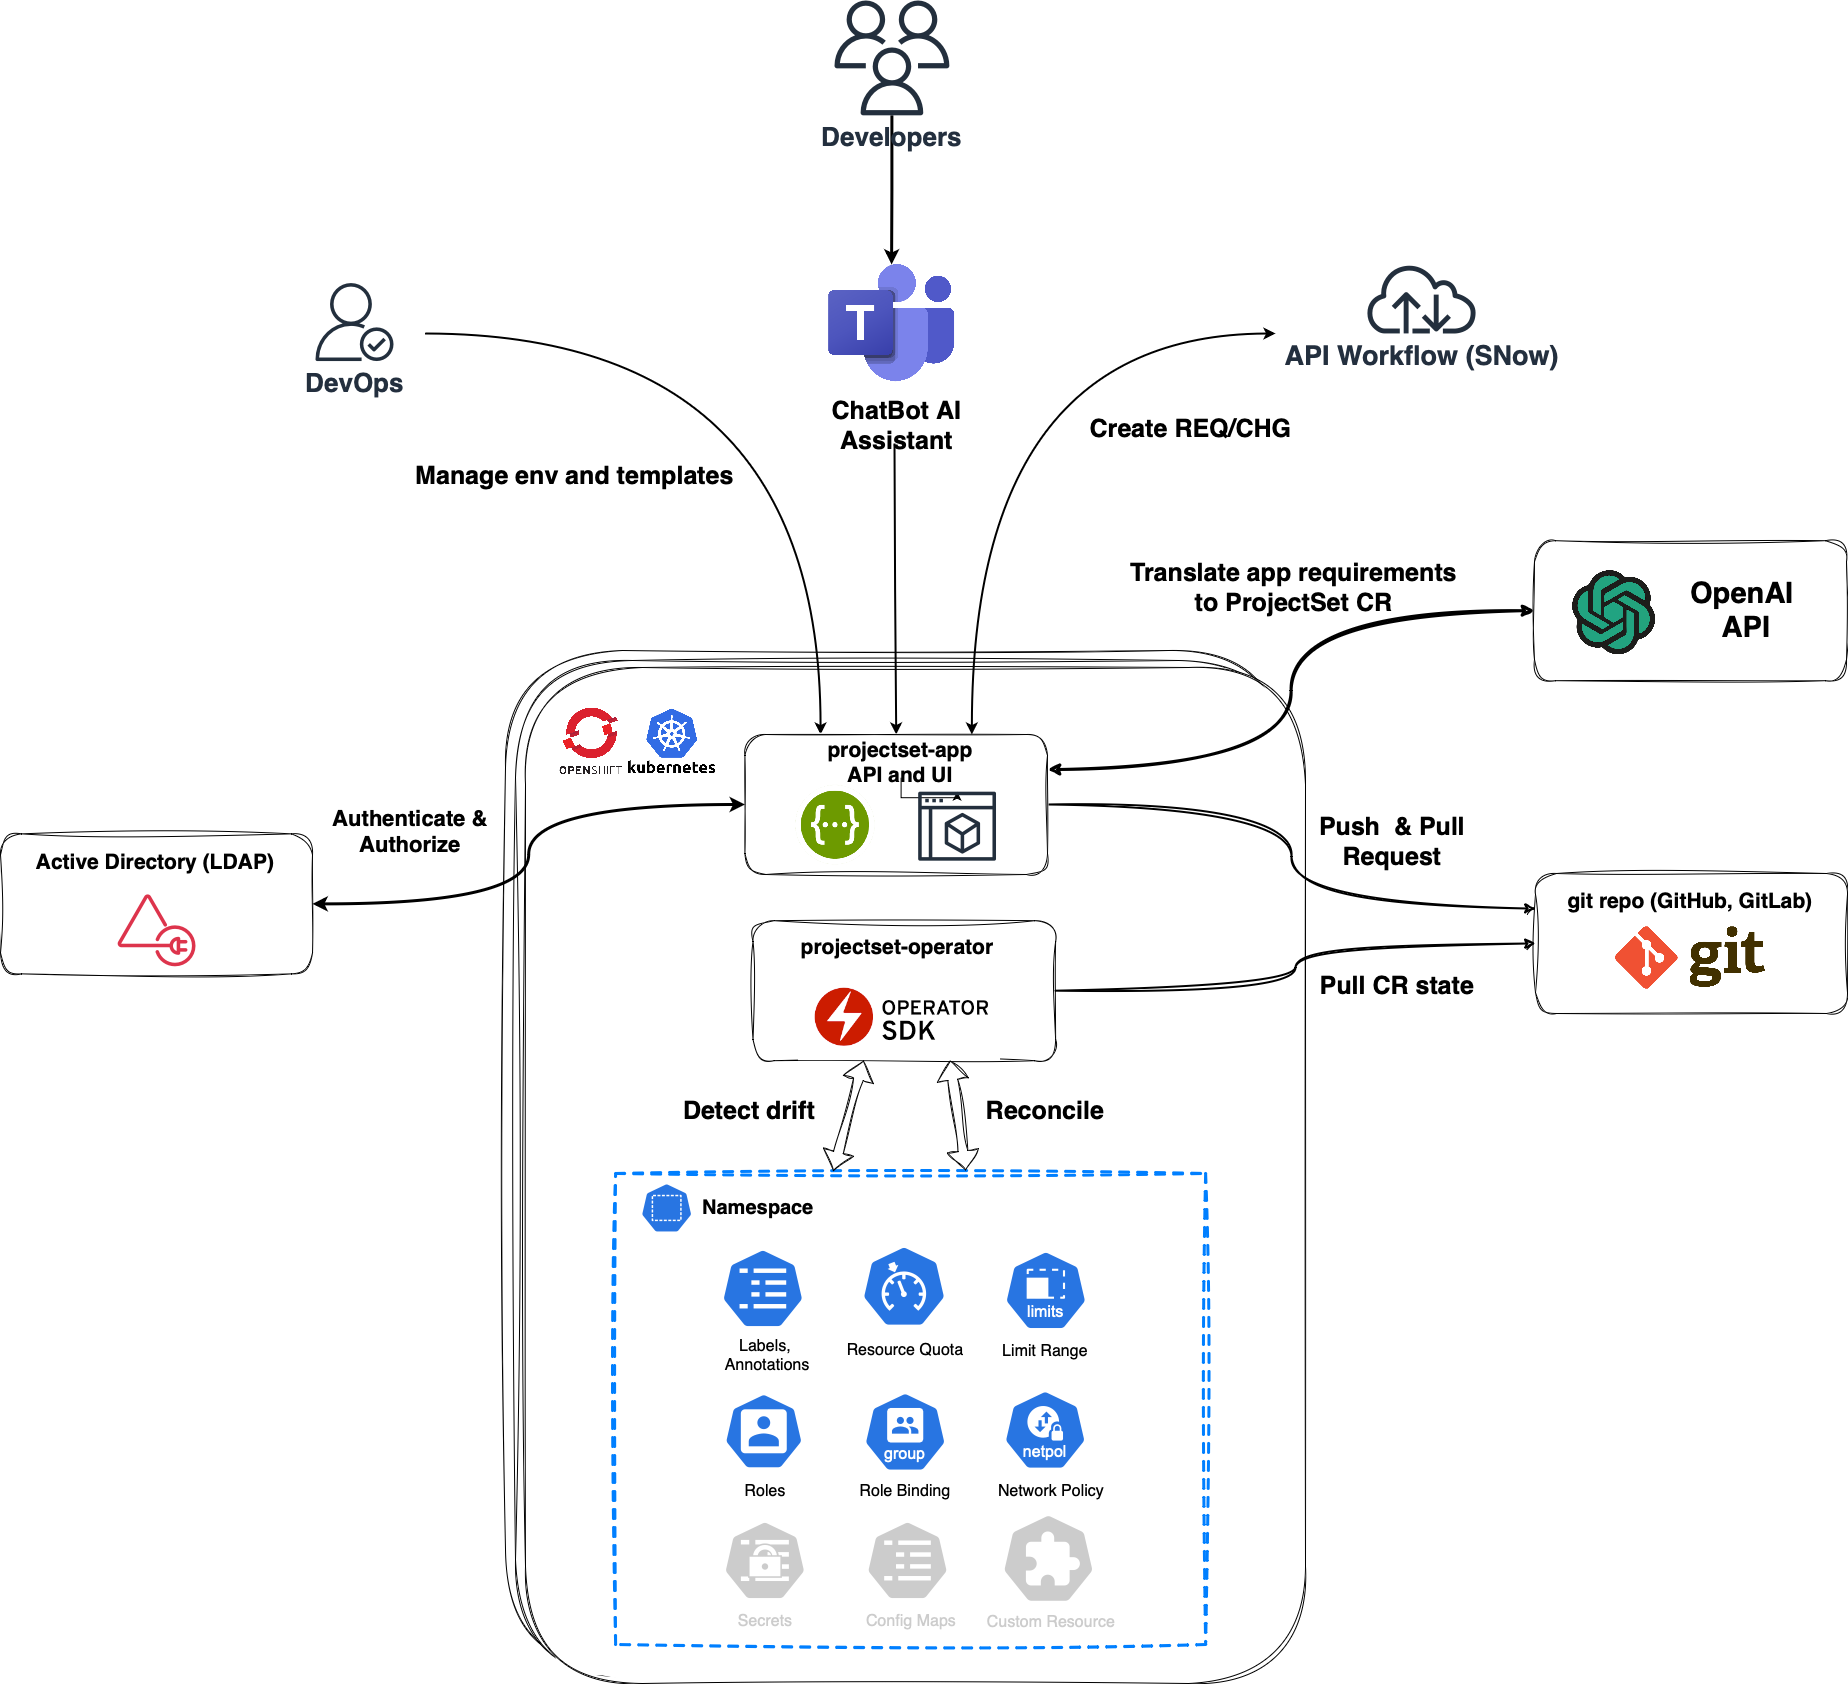 Developers
T
ChatBot AI
Assistant
DevOps
API Workflow (SNow)
Create REQ/CHG
Manage env and templates
Translate app requirements
to ProjectSet CR
OpenAI
API
OPENSHIFT
kubernetes
projectset-app
API and UI
{...}
Authenticate &
Authorize
Active Directory (LDAP)
Push & Pull
Request
git repo (GitHub, GitLab)
git
projectset-operator
OPERATOR
SDK
Pull CR state
Detect drift
Reconcile
Namespace
limits
Labels,
Annotations
Resource Quota
Limit Range
group
netpol
Roles
Role Binding
Network Policy
Secrets
Config Maps
Custom Resource